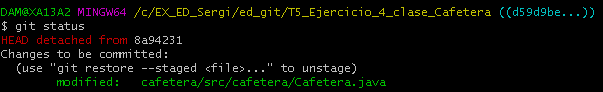 DAM@XA13A2 MINGW64 /c/EX_ED_Sergi/ed_git/T5_Ejercicio_4_clase_Cafetera ((d59d9be...))
$ git status
HEAD detached from 8a94231
Changes to be committed:
  (use "git restore --staged <file>..." to unstage)
        modified:   cafetera/src/cafetera/Cafetera.java